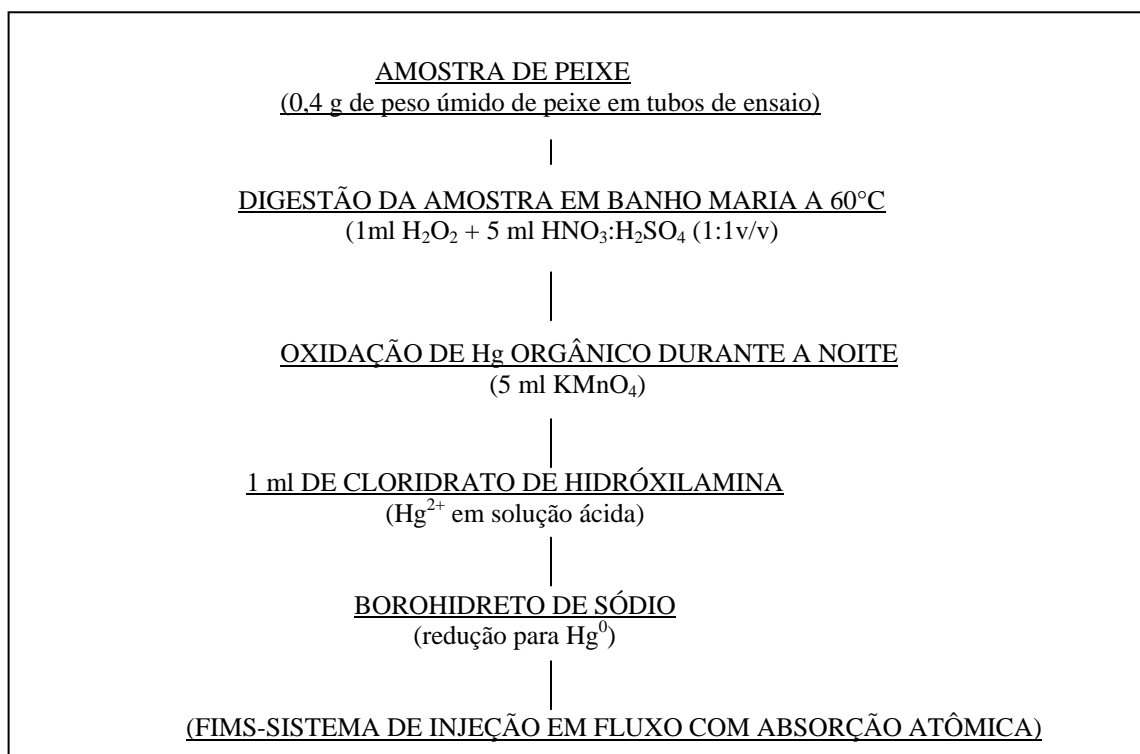 AMOSTRA DE PEIXE
(0,4 g de peso úmido de peixe em tubos de ensaio)
DIGESTÃO DA AMOSTRA EM BANHO MARIA A 60°C
(1ml H₂O₂ + 5 ml HNO₃:H₂SO₄ (1:1v/v)
OXIDAÇÃO DE Hg ORGÂNICO DURANTE A NOITE
(5 ml KMnO₄)
1 ml DE CLORIDRATO DE HIDRÓXILAMINA
(Hg²⁺ em solução ácida)
BOROHIDRETO DE SÓDIO
(redução para Hg⁰)
(FIMS-SISTEMA DE INJEÇÃO EM FLUXO COM ABSORÇÃO ATÔMICA)